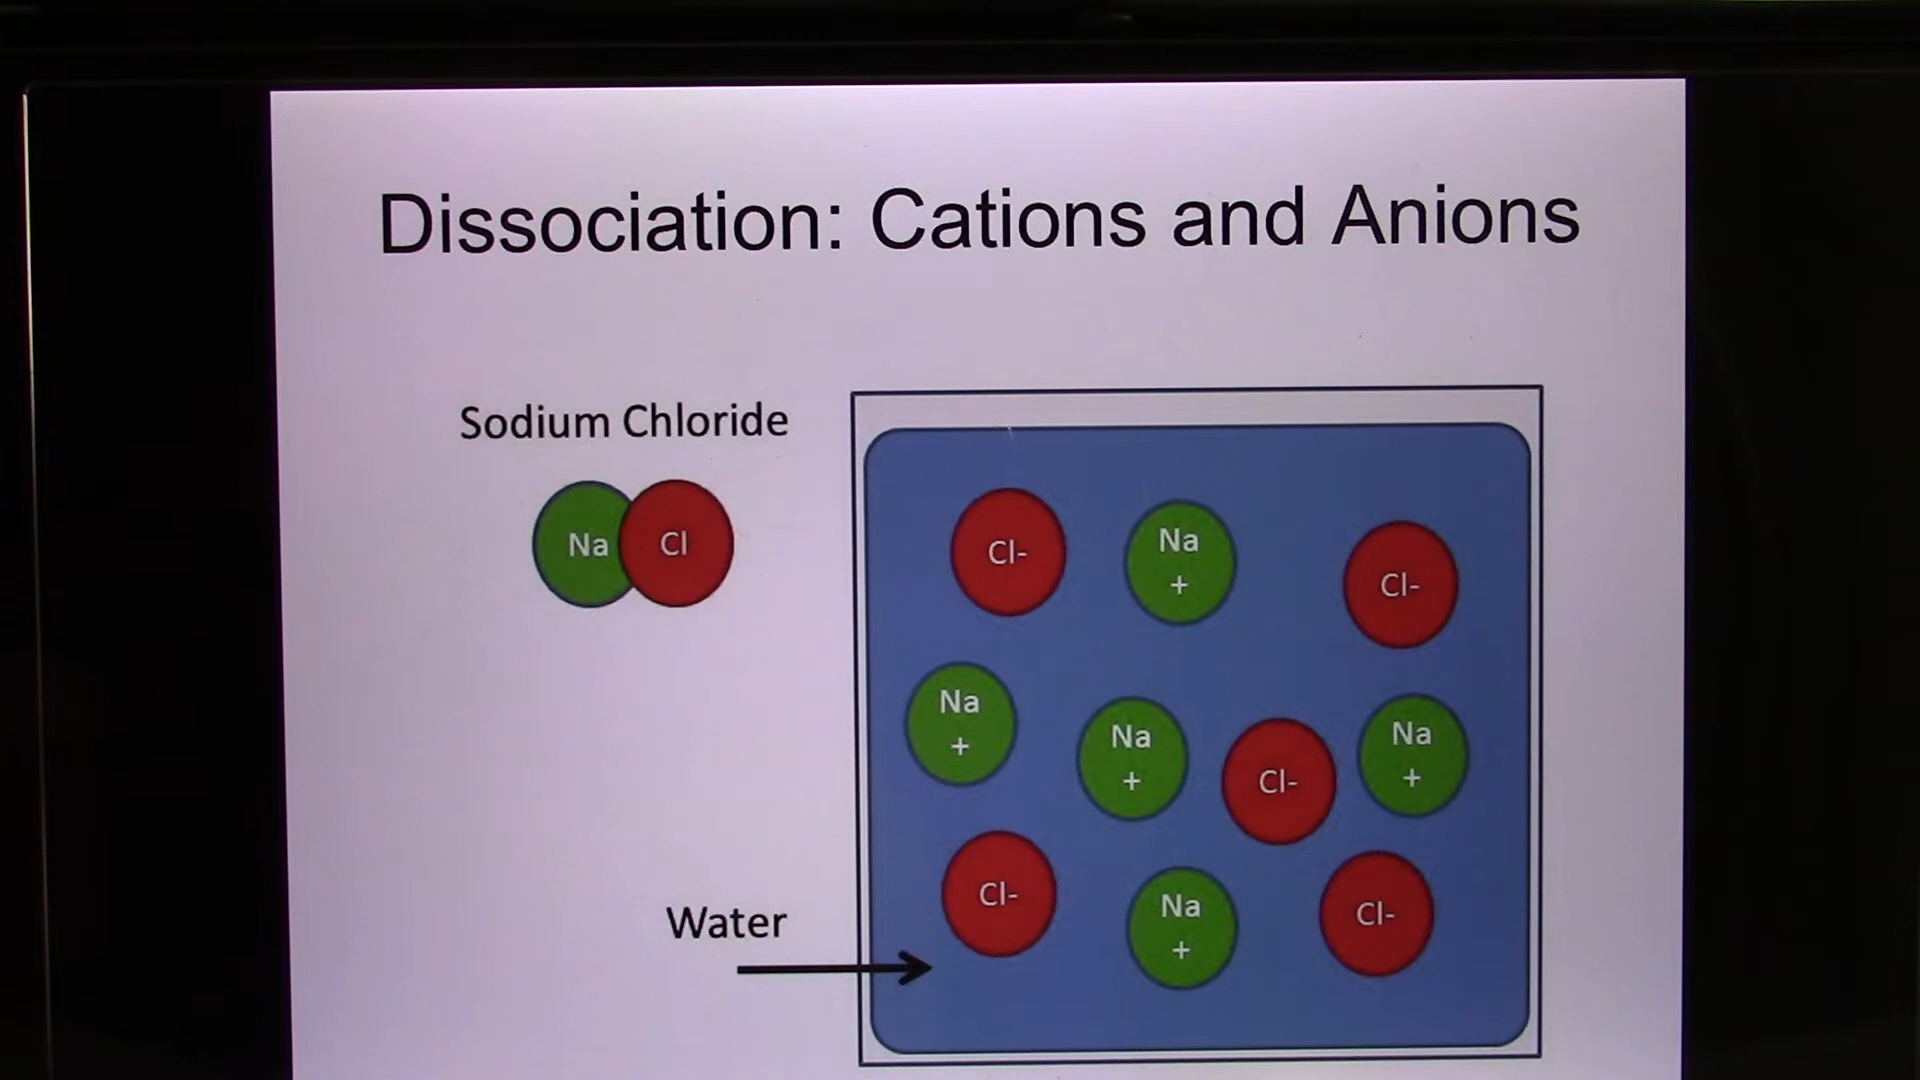 Dissociation: Cations and Anions
Sodium Chloride
Na
Cl
Cl-
Na
+
Cl-
Na
+
Na
+
Cl-
Na
+
Cl-
Na
+
Cl-
Water